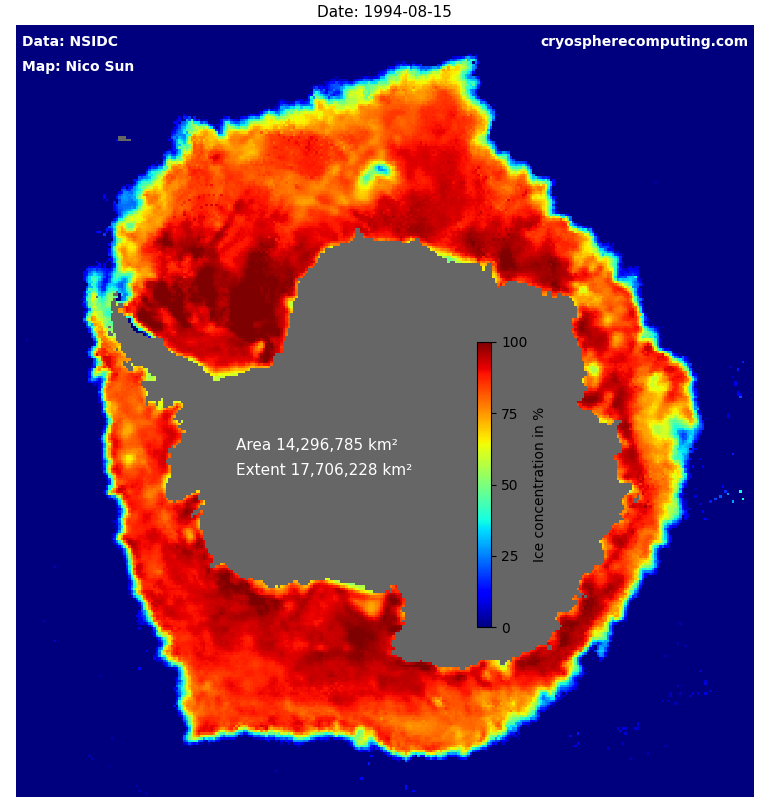 Date: 1994-08-15
Data: NSIDC
cryospherecomputing.com
Map: Nico Sun
100
75
50
25
0
Ice concentration in %
Area 14,296,785 km²
Extent 17,706,228 km²